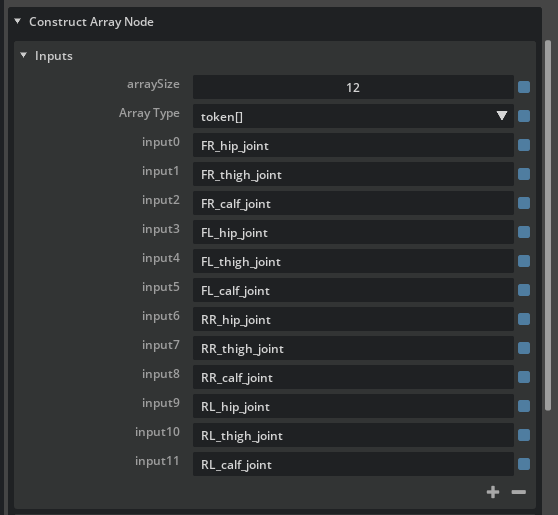 Construct Array Node
Inputs
arraySize 12
Array Type token[]
input0 FR_hip_joint
input1 FR_thigh_joint
input2 FR_calf_joint
input3 FL_hip_joint
input4 FL_thigh_joint
input5 FL_calf_joint
input6 RR_hip_joint
input7 RR_thigh_joint
input8 RR_calf_joint
input9 RL_hip_joint
input10 RL_thigh_joint
input11 RL_calf_joint